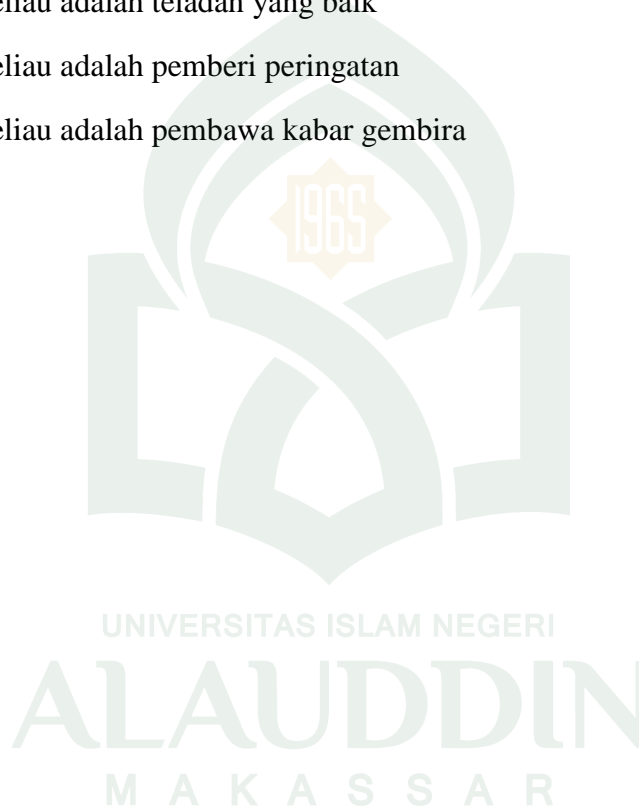 eliau adalah teladan yang baik
eliau adalah pemberi peringatan
eliau adalah pembawa kabar gembira
1965
UNIVERSITAS ISLAM NEGERI
ALAUDDIN
MAKASSAR